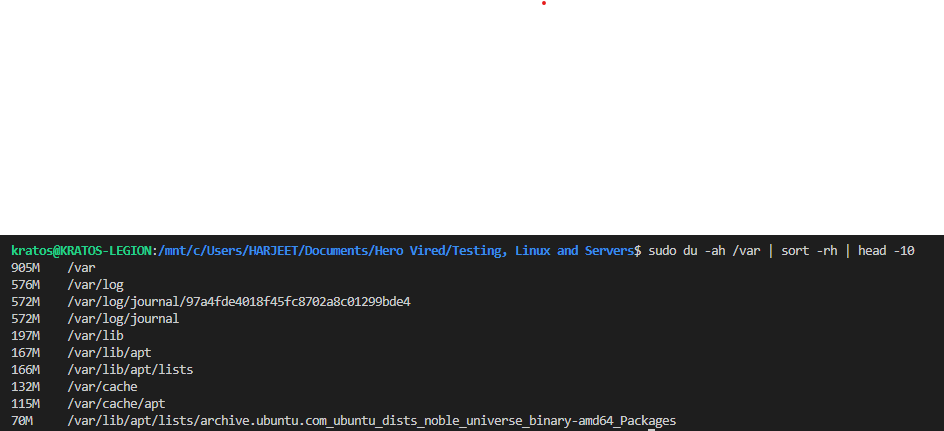 kratos@KRATOS-LEGION:/mnt/c/Users/HARJEET/Documents/Hero Vired/Testing, Linux and Servers$ sudo du -ah /var | sort -rh | head -10
905M /var
576M /var/log
572M /var/log/journal/97a4fde4018f45fc8702a8c01299bde4
572M /var/log/journal
197M /var/lib
167M /var/lib/apt
166M /var/lib/apt/lists
132M /var/cache
115M /var/cache/apt
70M /var/lib/apt/lists/archive.ubuntu.com_ubuntu_dists_noble_universe_binary-amd64_Packages